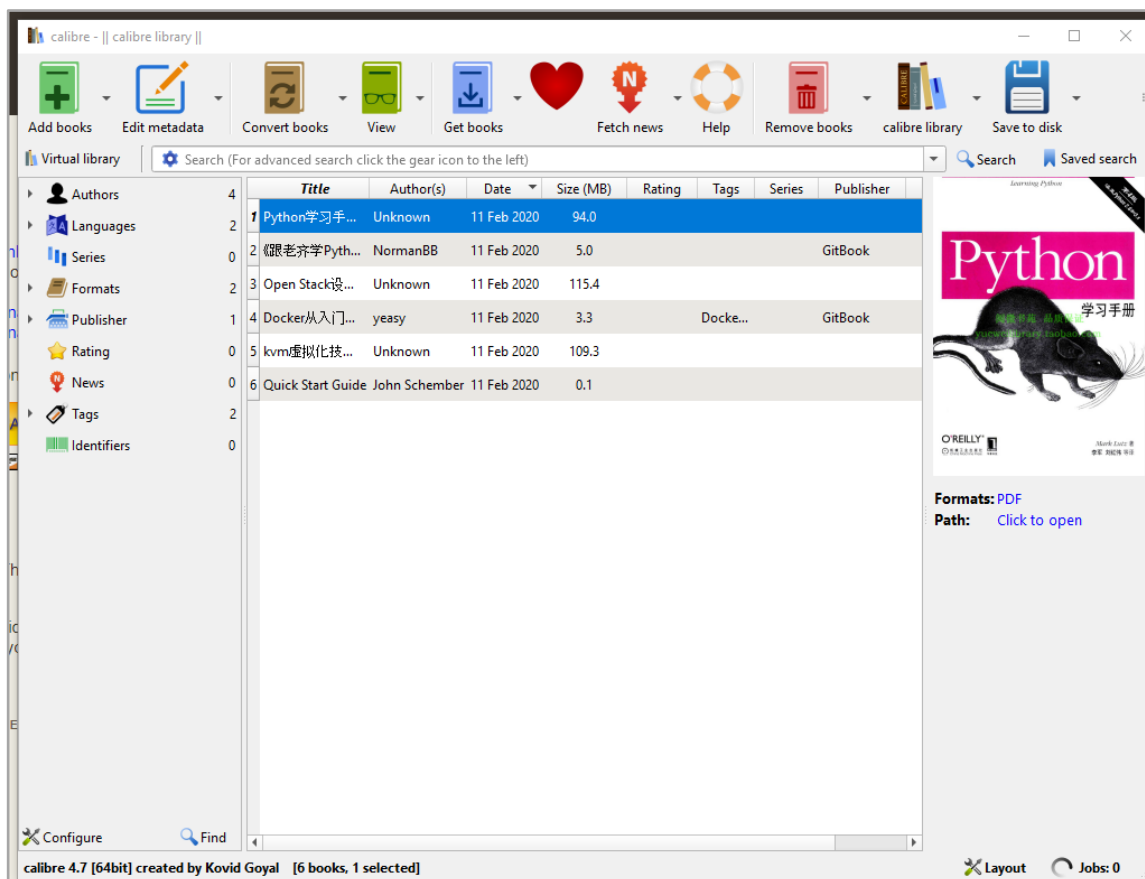 calibre - || calibre library ||
Add books Edit metadata Convert books View Get books Fetch news Help Remove books calibre library Save to disk
Virtual library Search (For advanced search click the gear icon to the left) Search Saved search
Authors 4
Languages 2
Series 0
Formats 2
Publisher 1
Rating 0
News 0
Tags 2
Identifiers 0
Configure Find
Title Author(s) Date Size (MB) Rating Tags Series Publisher
1 Python学习手... Unknown 11 Feb 2020 94.0
2 《跟老齐学Pyth... NormanBB 11 Feb 2020 5.0 GitBook
3 Open Stack设... Unknown 11 Feb 2020 115.4
4 Docker从入门... yeasy 11 Feb 2020 3.3 Docke... GitBook
5 kvm虚拟化技... Unknown 11 Feb 2020 109.3
6 Quick Start Guide John Schember 11 Feb 2020 0.1
Learning Python
Python
学习手册
O'REILLY
Mark Lutz 著
Formats: PDF
Path: Click to open
calibre 4.7 [64bit] created by Kovid Goyal [6 books, 1 selected] Layout Jobs: 0